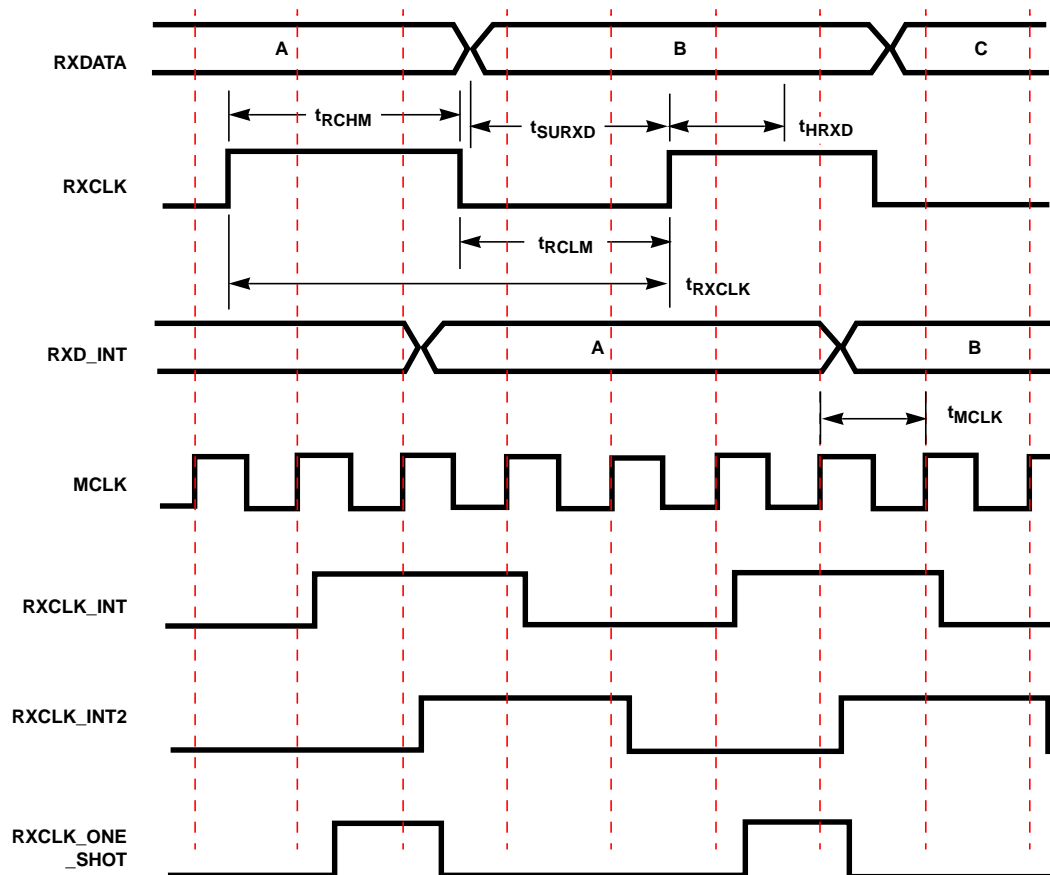 RXDATA
A
B
C
tRCHM
tSURXD
tHRXD
RXCLK
tRCLM
tRXCLK
RXD_INT
A
B
tMCLK
MCLK
RXCLK_INT
RXCLK_INT2
RXCLK_ONE
_SHOT